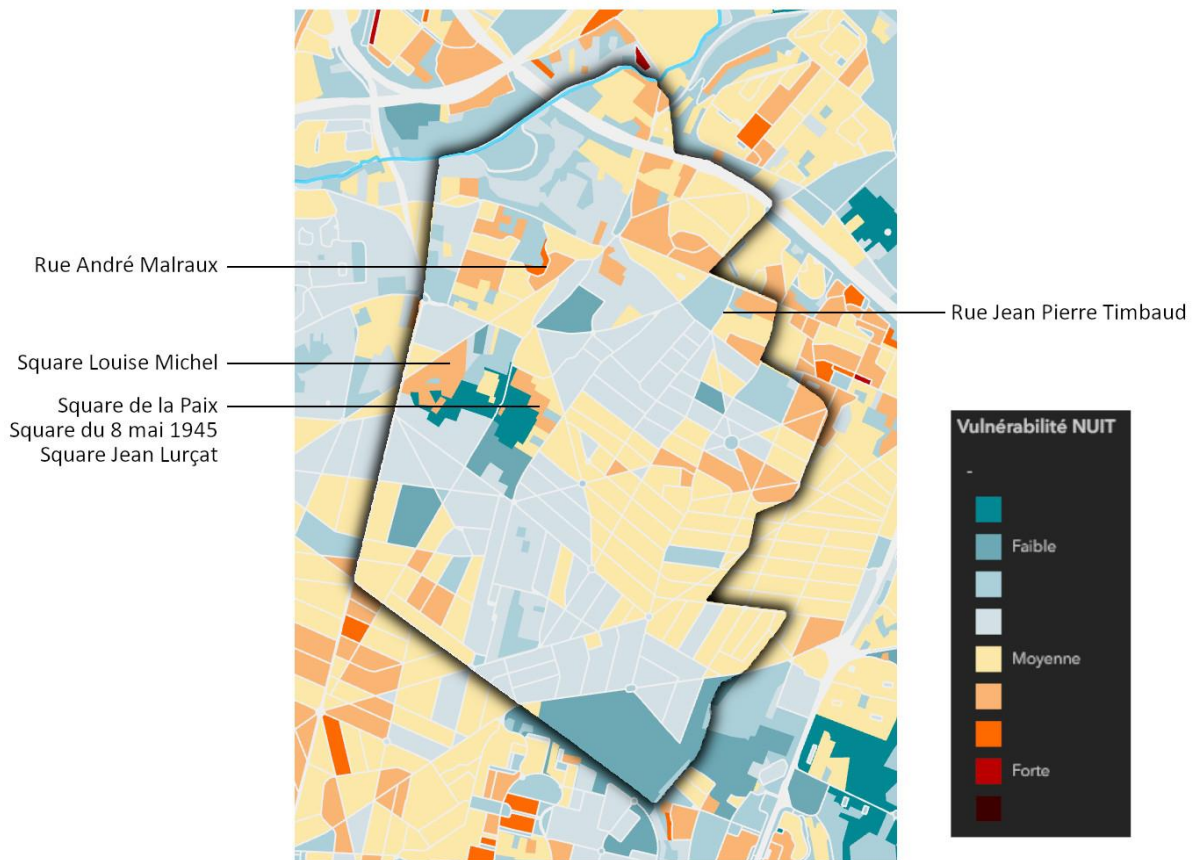 Rue André Malraux
Rue Jean Pierre Timbaud
Square Louise Michel
Square de la Paix
Square du 8 mai 1945
Square Jean Lurçat
Vulnérabilité NUIT
-
Faible
Moyenne
Forte